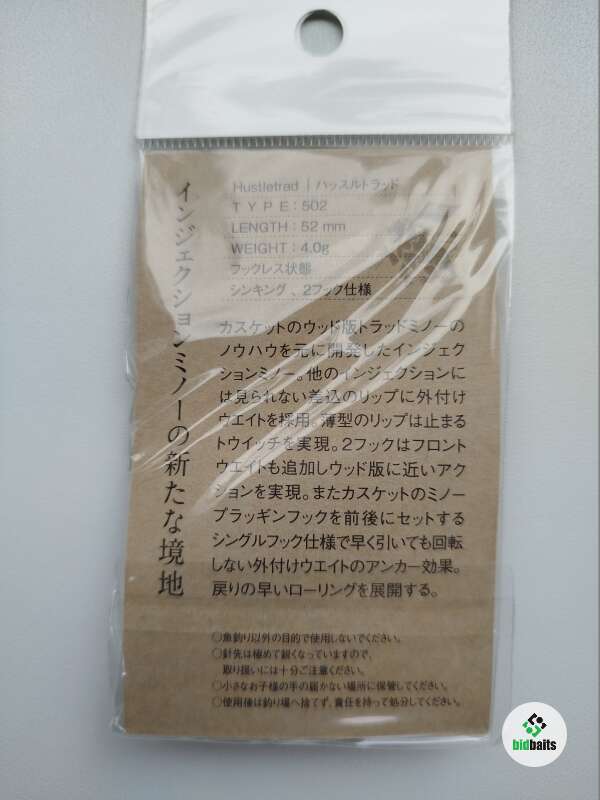 インジェクションミノーの新たな境地
Hustletrad | ハッスルトラッド
TYPE：502
LENGTH：52 mm
WEIGHT：4.0g
フックレス状態
シンキング 、2フック仕様
カスケットのウッド版トラッドミノーの
ノウハウを元に開発したインジェク
ションミノー。他のインジェクションに
は見られない差込のリップに外付け
ウエイトを採用。薄型のリップは止まる
トウイッチを実現。2フックはフロント
ウエイトも追加しウッド版に近いアク
ションを実現。またカスケットのミノー
プラッギンフックを前後にセットする
シングルフック仕様で早く引いても回転
しない外付けウエイトのアンカー効果。
戻りの早いローリングを展開する。
○魚釣り以外の目的で使用しないでください。
○針先は極めて鋭くなっていますので、
取り扱いには十分ご注意ください。
○小さなお子様の手の届かない場所に保管してください。
○使用後は釣り場へ捨てず、責任を持って処分してください。
bidbaits